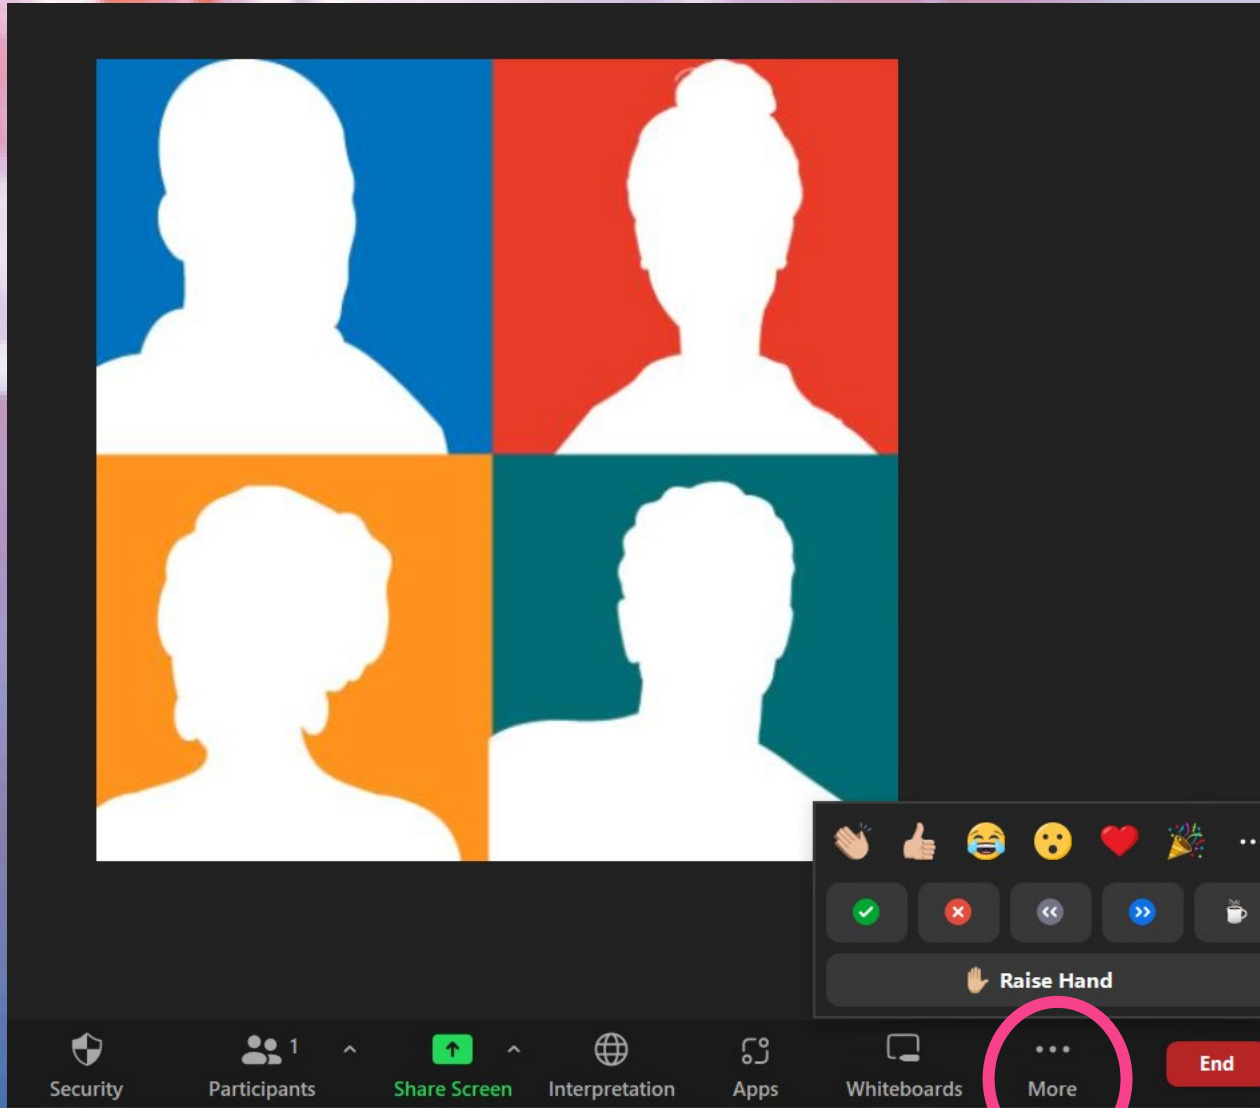 Raise Hand
1
Security
Participants
Share Screen
Interpretation
Apps
Whiteboards
More
End